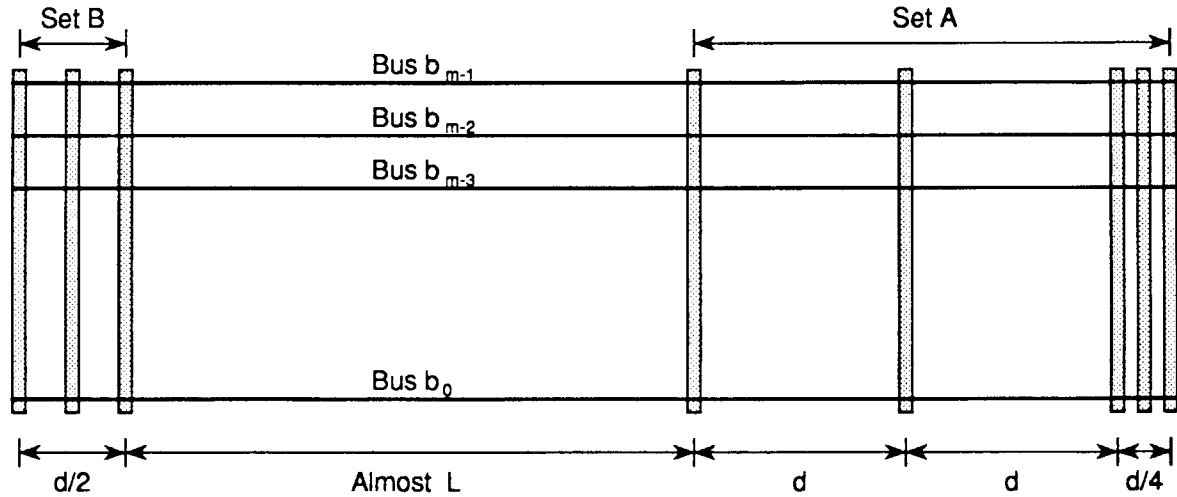 Set B
Set A
Bus b m-1
Bus b m-2
Bus b m-3
Bus b 0
d/2
Almost L
d
d
d/4